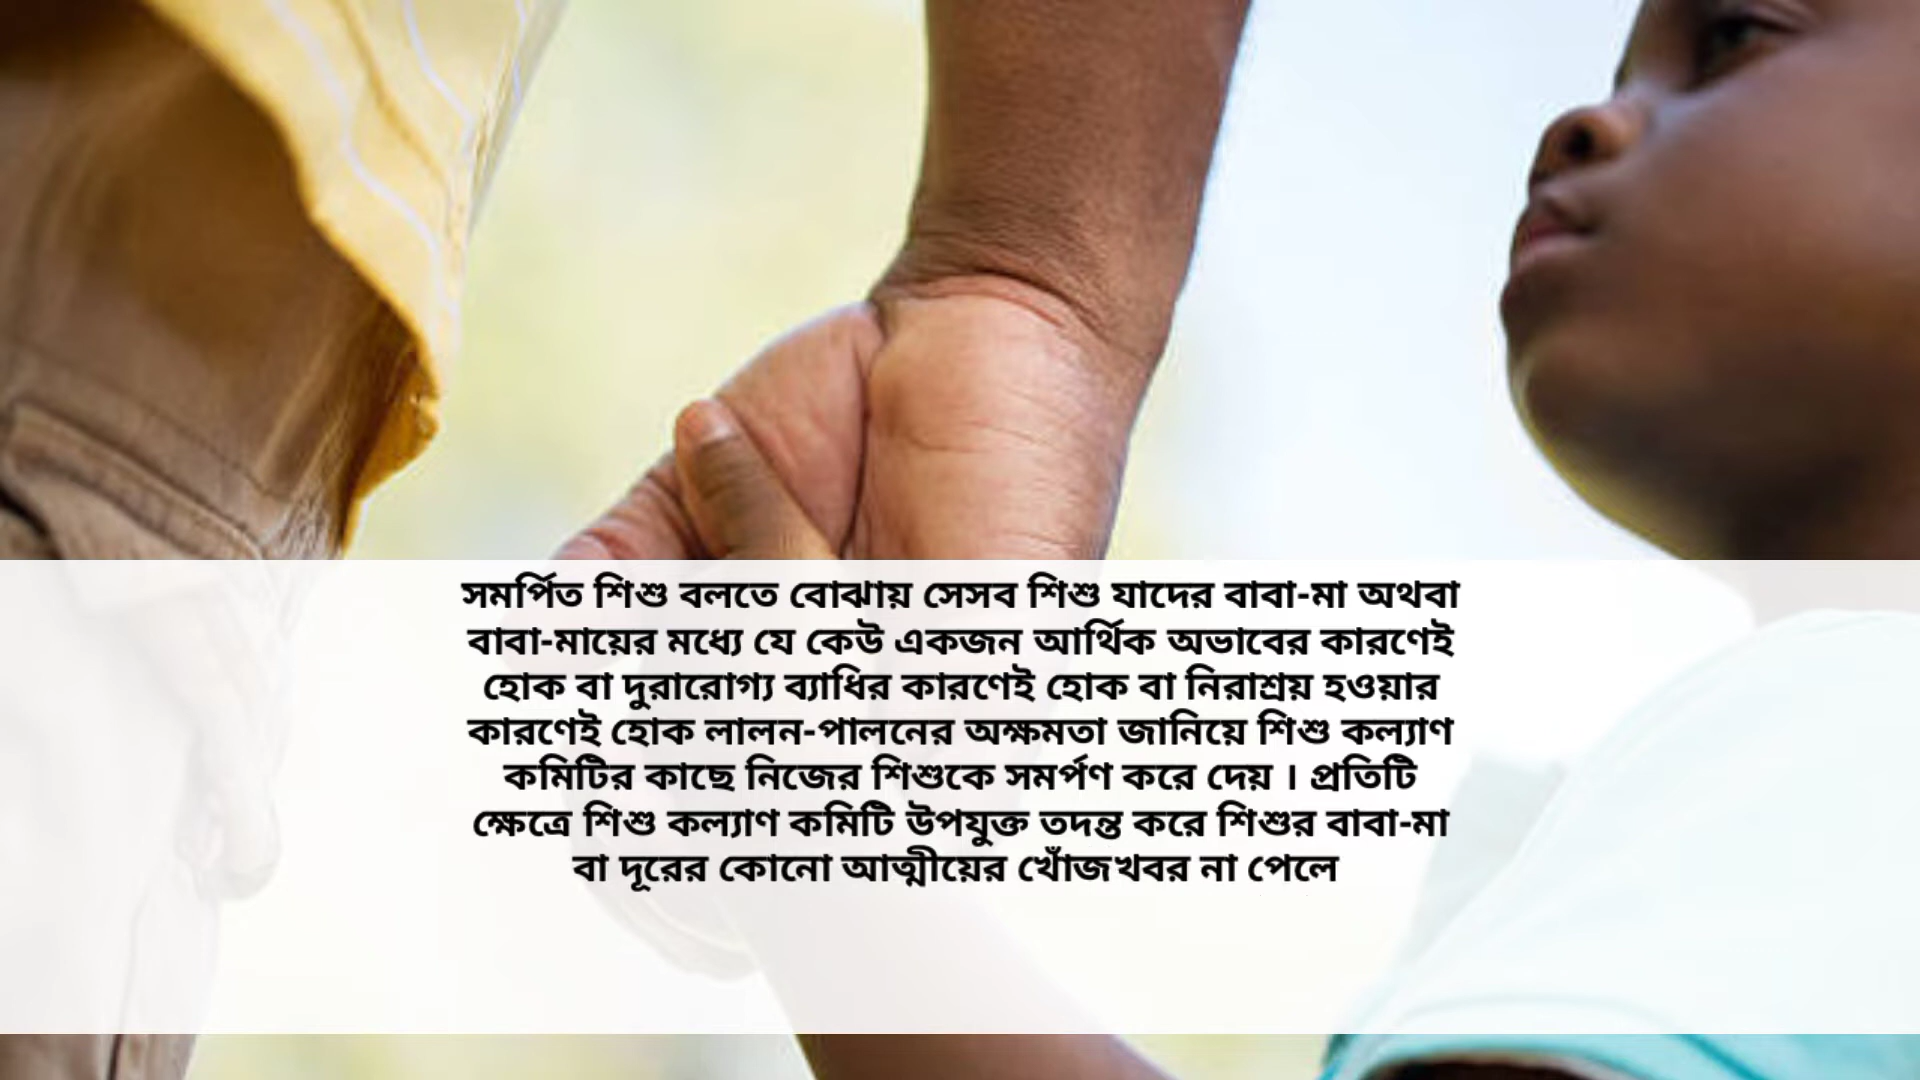 সমর্পিত শিশু বলতে বোঝায় সেসব শিশু যাদের বাবা-মা অথবা
বাবা-মায়ের মধ্যে যে কেউ একজন আর্থিক অভাবের কারণেই
হোক বা দুরারোগ্য ব্যাধির কারণেই হোক বা নিরাশ্রয় হওয়ার
কারণেই হোক লালন-পালনের অক্ষমতা জানিয়ে শিশু কল্যাণ
কমিটির কাছে নিজের শিশুকে সমর্পণ করে দেয় । প্রতিটি
ক্ষেত্রে শিশু কল্যাণ কমিটি উপযুক্ত তদন্ত করে শিশুর বাবা-মা
বা দূরের কোনো আত্মীয়ের খোঁজখবর না পেলে